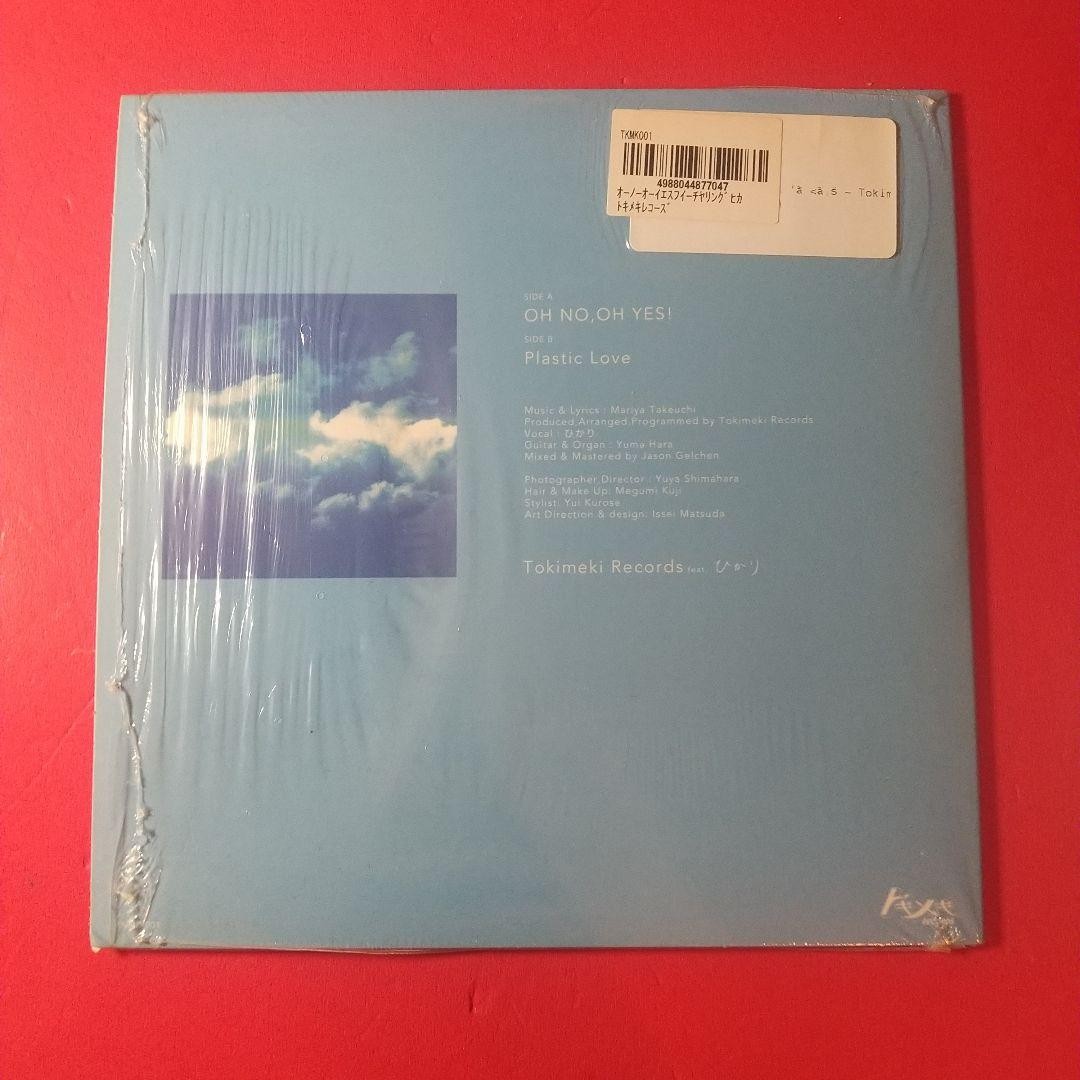 TKMK001
4988044877047
オーノーオーイエスフイーチヤリングﾞヒカ
トキメキレコーズﾞ
'ã <ã,Š – Tokim
SIDE A
OH NO,OH YES!
SIDE B
Plastic Love
Music & Lyrics : Mariya Takeuchi
Produced,Arranged,Programmed by Tokimeki Records
Vocal : ひかり
Guitar & Organ : Yuma Hara
Mixed & Mastered by Jason Gelchen
Photographer,Director : Yuya Shimahara
Hair & Make Up: Megumi Kuji
Stylist: Yui Kurose
Art Direction & design: Issei Matsuda
Tokimeki Records feat. ひかり
トキメキ